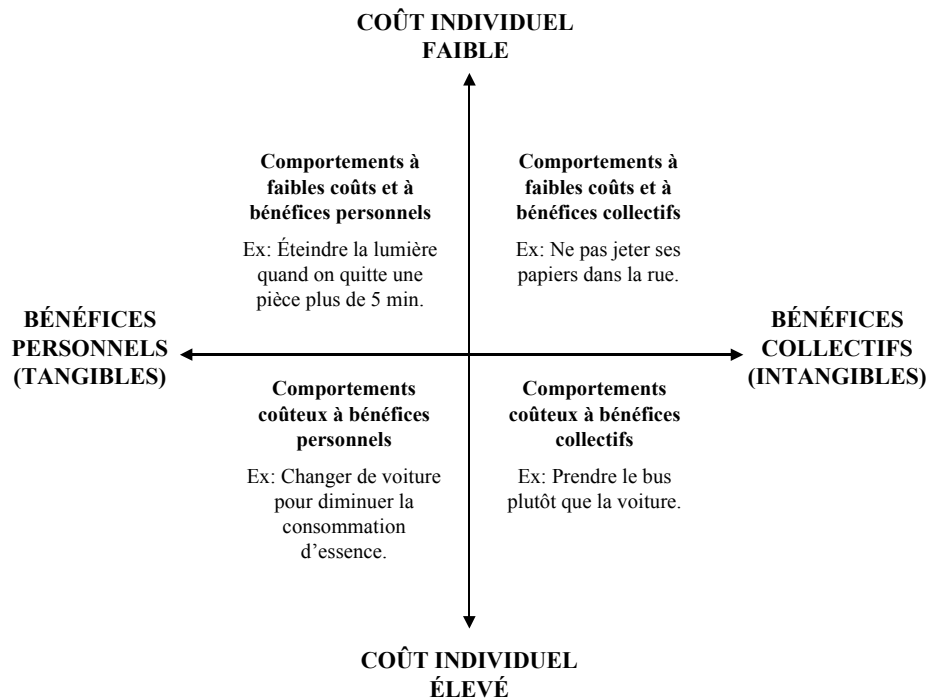 COÛT INDIVIDUEL
FAIBLE
Comportements à
faibles coûts et à
bénéfices personnels
Ex: Éteindre la lumière
quand on quitte une
pièce plus de 5 min.
Comportements à
faibles coûts et à
bénéfices collectifs
Ex: Ne pas jeter ses
papiers dans la rue.
BÉNÉFICES
PERSONNELS
(TANGIBLES)
BÉNÉFICES
COLLECTIFS
(INTANGIBLES)
Comportements
coûteux à bénéfices
personnels
Ex: Changer de voiture
pour diminuer la
consommation
d’essence.
Comportements
coûteux à bénéfices
collectifs
Ex: Prendre le bus
plutôt que la voiture.
COÛT INDIVIDUEL
ÉLEVÉ